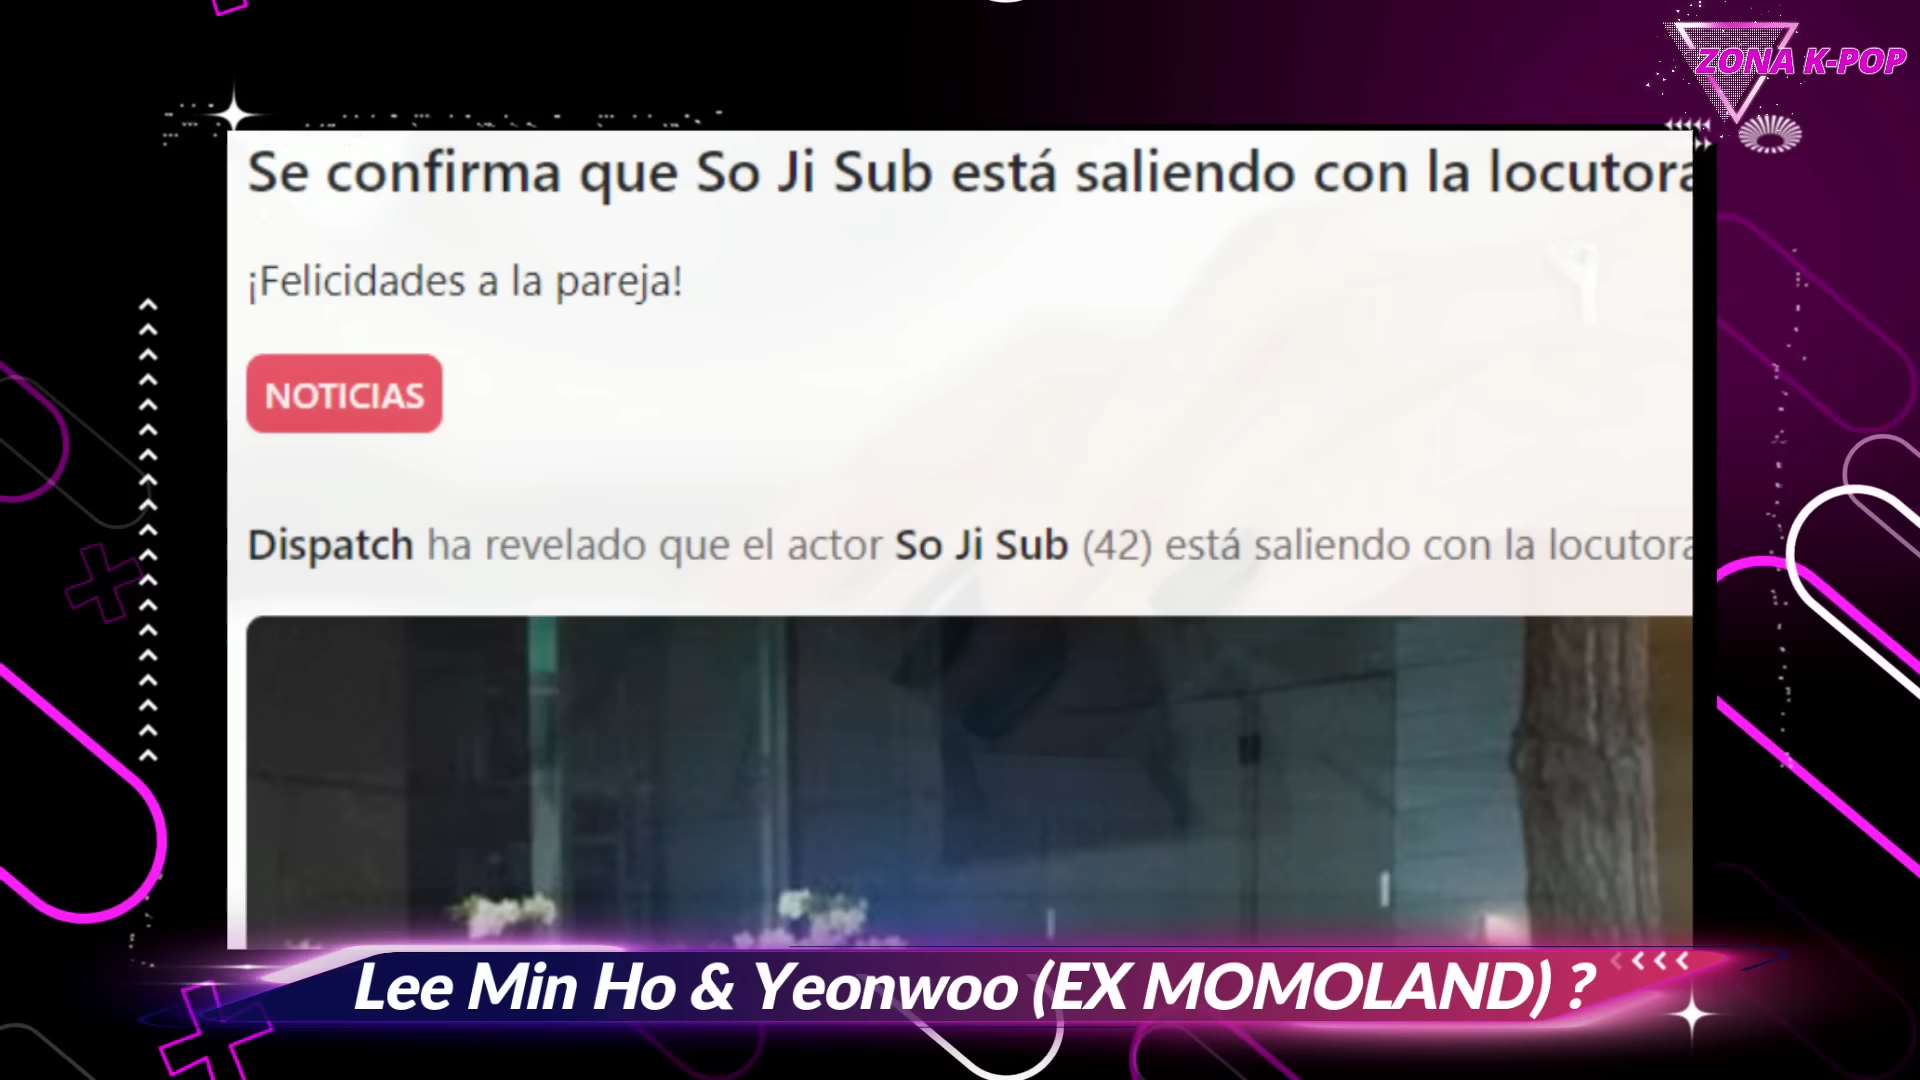 ZONA K-POP
Se confirma que So Ji Sub está saliendo con la locutora
¡Felicidades a la pareja!
NOTICIAS
Dispatch ha revelado que el actor So Ji Sub (42) está saliendo con la locutora
Lee Min Ho & Yeonwoo (EX MOMOLAND) ?